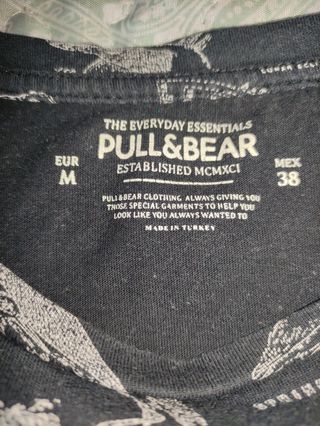 THE EVERYDAY ESSENTIALS
PULL&BEAR
ESTABLISHED MCMXCI
EUR
M
MEX
38
PULL&BEAR CLOTHING ALWAYS GIVING YOU
THOSE SPECIAL GARMENTS TO HELP YOU
LOOK LIKE YOU ALWAYS WANTED TO
MADE IN TURKEY